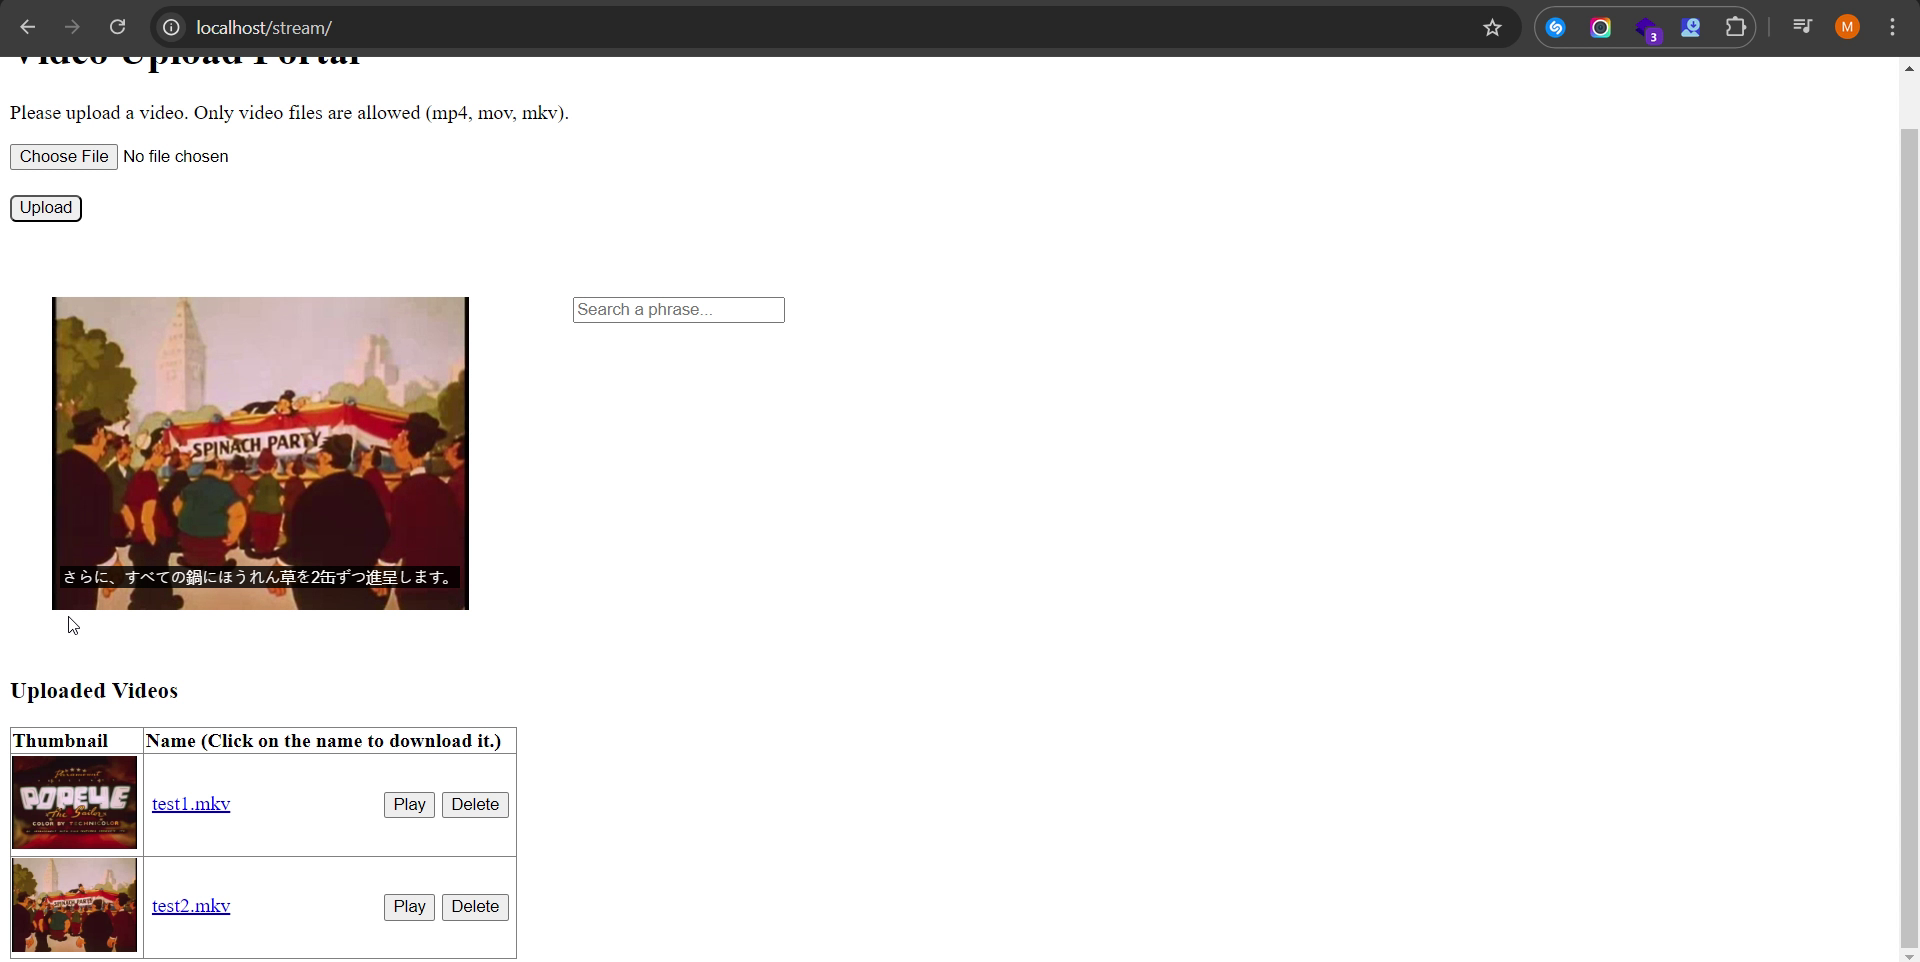 localhost/stream/
3
M
Video Upload Portal
Please upload a video. Only video files are allowed (mp4, mov, mkv).
Choose File No file chosen
Upload
Search a phrase...
SPINACH PARTY
さらに、すべての鍋にほうれん草を2缶ずつ進呈します。
Uploaded Videos
Thumbnail Name (Click on the name to download it.)
Paramount
POPEYE
The Sailor
COLOR BY TECHNICOLOR
test1.mkv Play Delete
SPINACH PARTY
test2.mkv Play Delete